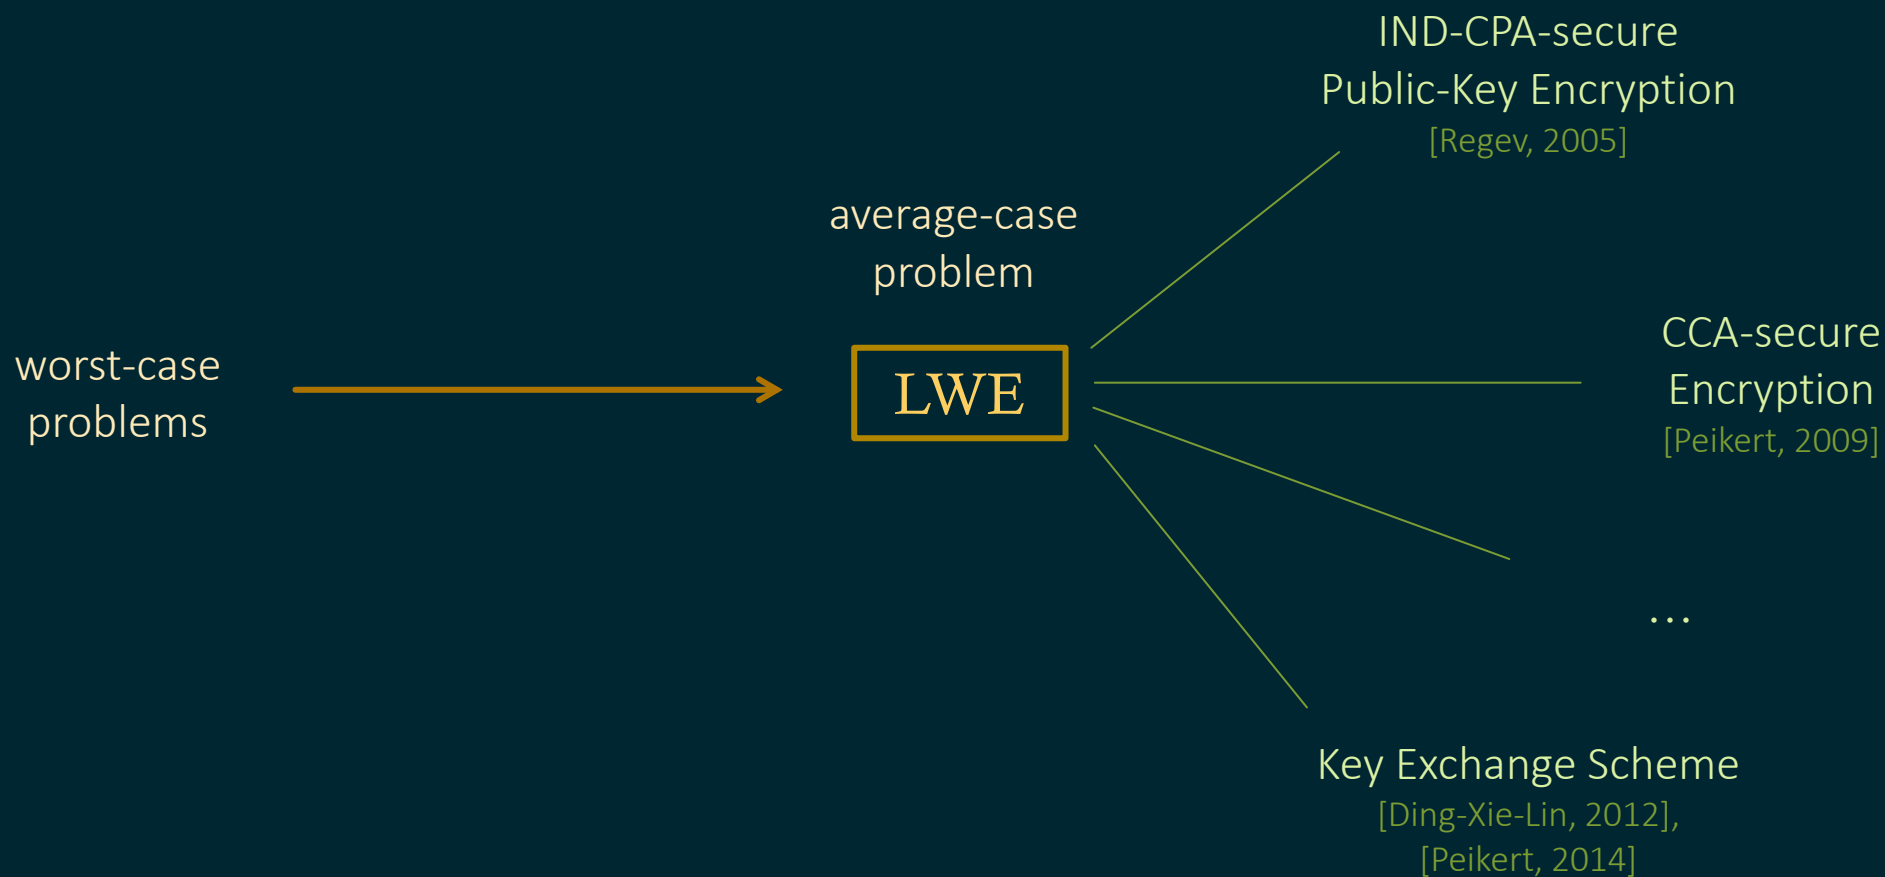 worst-case
problems
average-case
problem
LWE
IND-CPA-secure
Public-Key Encryption
[Regev, 2005]
CCA-secure
Encryption
[Peikert, 2009]
...
Key Exchange Scheme
[Ding-Xie-Lin, 2012],
[Peikert, 2014]